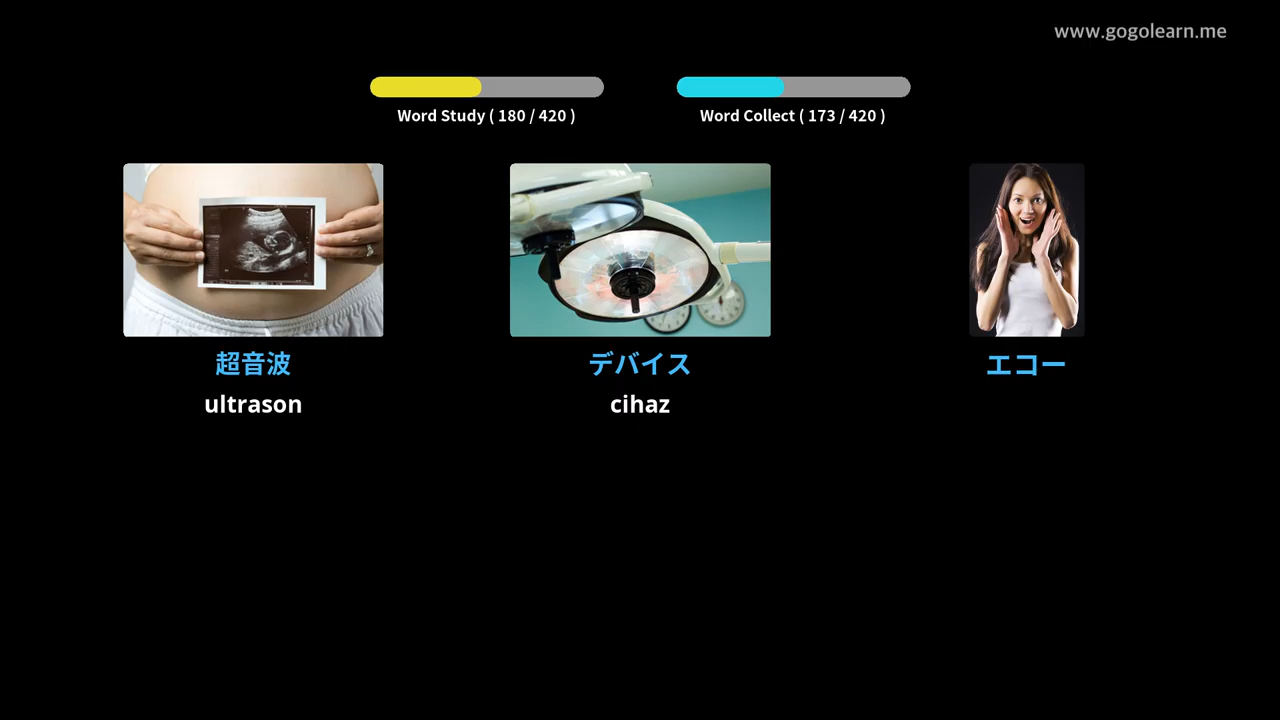 www.gogolearn.me
Word Study ( 180 / 420 )
Word Collect ( 173 / 420 )
超音波
デバイス
エコー
ultrason
cihaz